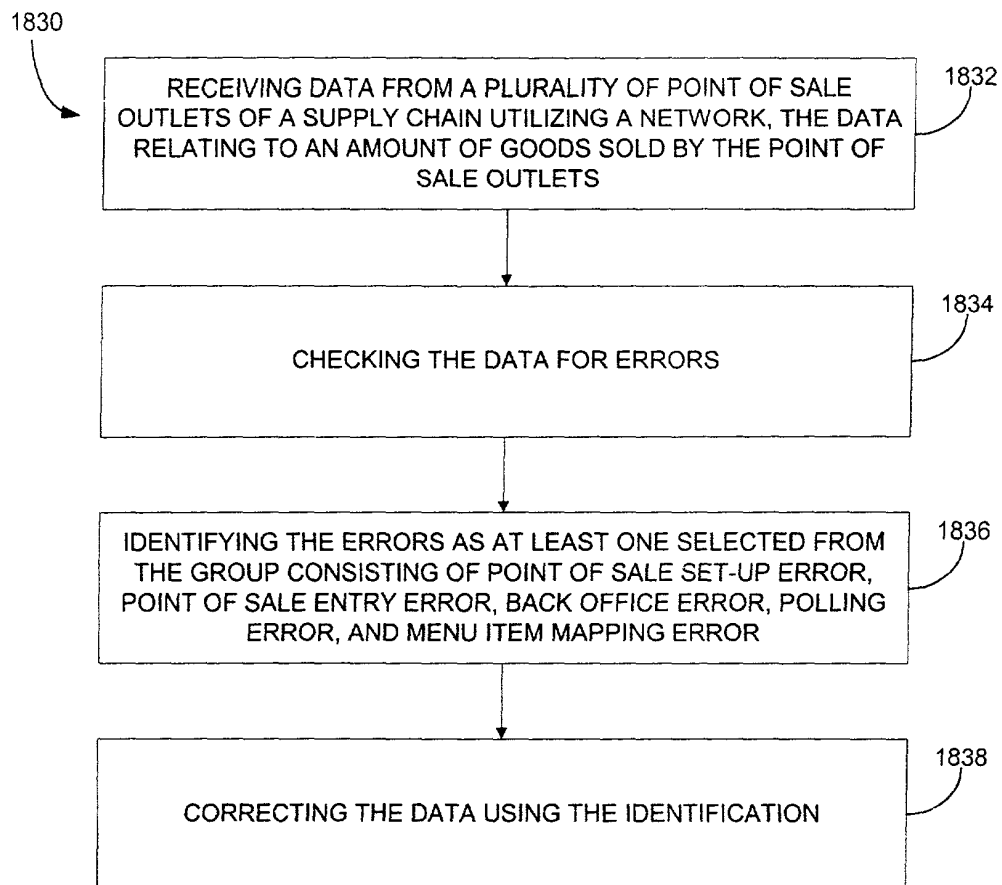 1830
RECEIVING DATA FROM A PLURALITY OF POINT OF SALE
OUTLETS OF A SUPPLY CHAIN UTILIZING A NETWORK, THE DATA
RELATING TO AN AMOUNT OF GOODS SOLD BY THE POINT OF
SALE OUTLETS
1832
CHECKING THE DATA FOR ERRORS
1834
IDENTIFYING THE ERRORS AS AT LEAST ONE SELECTED FROM
THE GROUP CONSISTING OF POINT OF SALE SET-UP ERROR,
POINT OF SALE ENTRY ERROR, BACK OFFICE ERROR, POLLING
ERROR, AND MENU ITEM MAPPING ERROR
1836
CORRECTING THE DATA USING THE IDENTIFICATION
1838